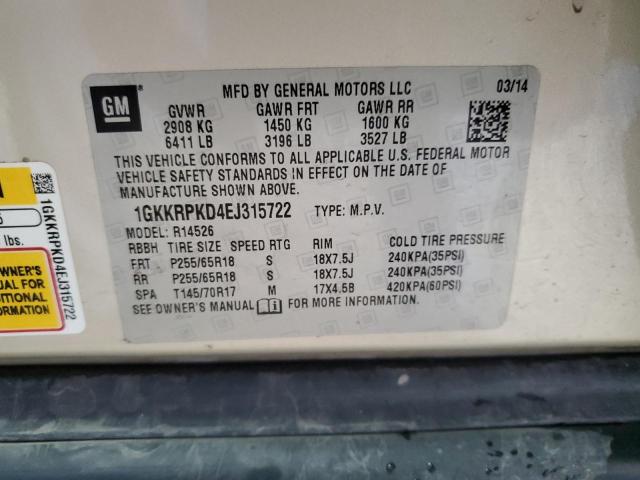 GM
MFD BY GENERAL MOTORS LLC 03/14
GVWR GAWR FRT GAWR RR
2908 KG 1450 KG 1600 KG
6411 LB 3196 LB 3527 LB
THIS VEHICLE CONFORMS TO ALL APPLICABLE U.S. FEDERAL MOTOR
VEHICLE SAFETY STANDARDS IN EFFECT ON THE DATE OF
MANUFACTURE SHOWN ABOVE.
1GKKRPKD4EJ315722 TYPE: M.P.V.
MODEL: R14526
RBBH TIRE SIZE SPEED RTG RIM COLD TIRE PRESSURE
FRT P255/65R18 S 18X7.5J 240KPA(35PSI)
RR P255/65R18 S 18X7.5J 240KPA(35PSI)
SPA T145/70R17 M 17X4.5B 420KPA(60PSI)
SEE OWNER'S MANUAL FOR MORE INFORMATION.
1GKKRPKD4EJ315722
lbs.
OWNER'S
L FOR